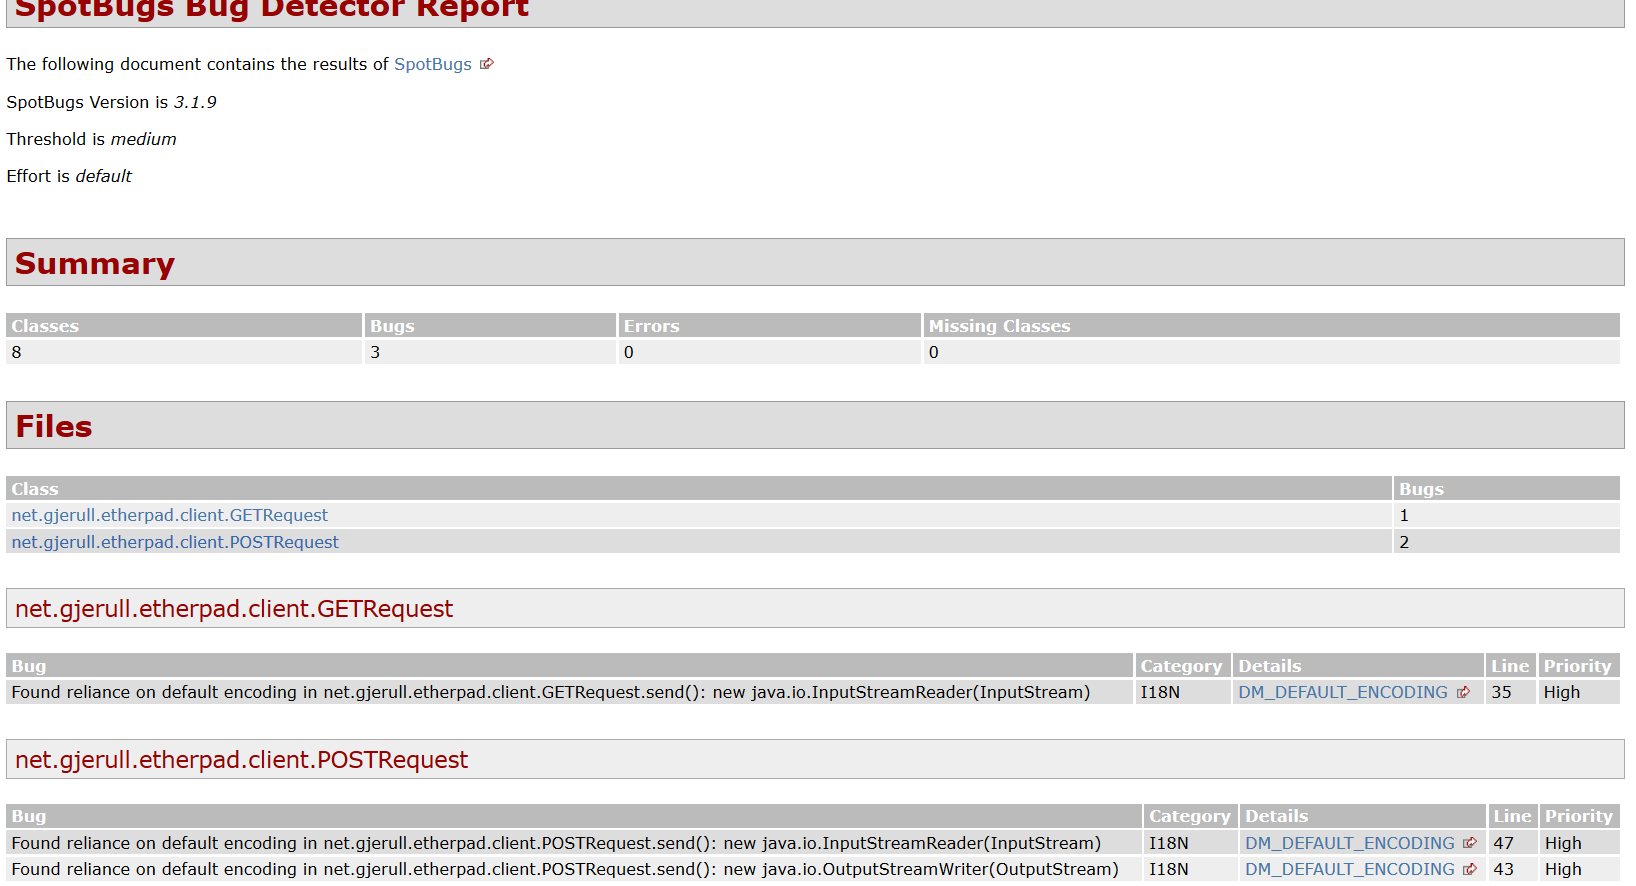 SpotBugs Bug Detector Report
The following document contains the results of SpotBugs
SpotBugs Version is 3.1.9
Threshold is medium
Effort is default
Summary
Classes Bugs Errors Missing Classes
8 3 0 0
Files
Class Bugs
net.gjerull.etherpad.client.GETRequest 1
net.gjerull.etherpad.client.POSTRequest 2
net.gjerull.etherpad.client.GETRequest
Bug Category Details Line Priority
Found reliance on default encoding in net.gjerull.etherpad.client.GETRequest.send(): new java.io.InputStreamReader(InputStream) I18N DM_DEFAULT_ENCODING 35 High
net.gjerull.etherpad.client.POSTRequest
Bug Category Details Line Priority
Found reliance on default encoding in net.gjerull.etherpad.client.POSTRequest.send(): new java.io.InputStreamReader(InputStream) I18N DM_DEFAULT_ENCODING 47 High
Found reliance on default encoding in net.gjerull.etherpad.client.POSTRequest.send(): new java.io.OutputStreamWriter(OutputStream) I18N DM_DEFAULT_ENCODING 43 High